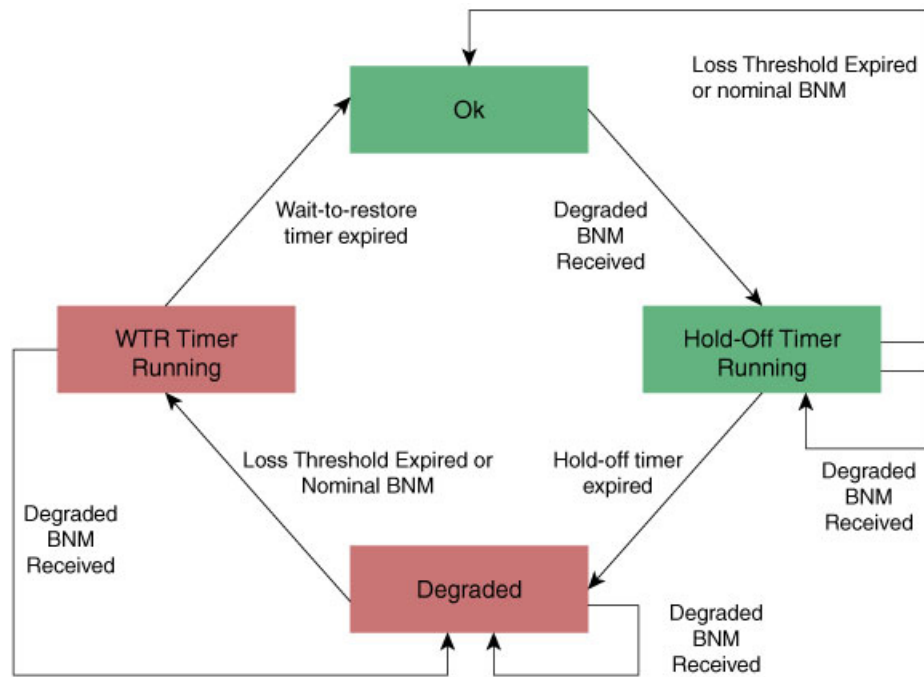 Loss Threshold Expired
or nominal BNM
Ok
Wait-to-restore
timer expired
Degraded
BNM
Received
WTR Timer
Running
Hold-Off Timer
Running
Loss Threshold Expired or
Nominal BNM
Hold-off timer
expired
Degraded
BNM
Received
Degraded
BNM
Received
Degraded
Degraded
BNM
Received